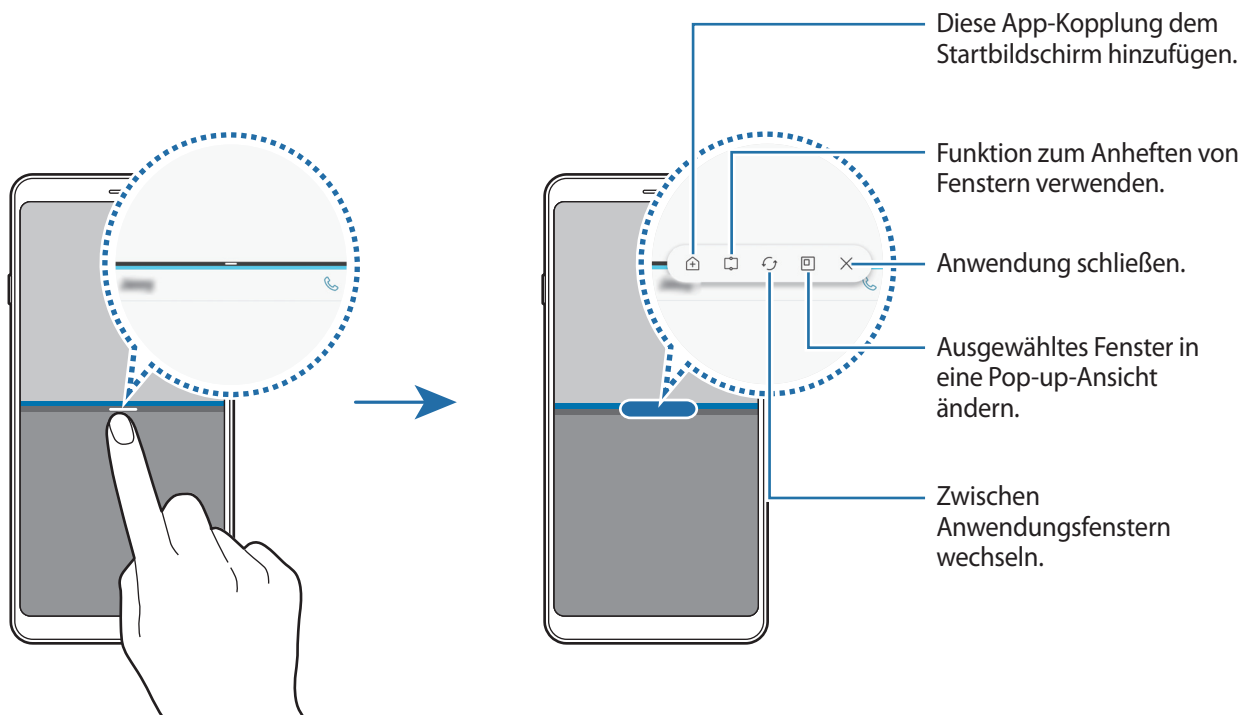 Diese App-Kopplung dem
Startbildschirm hinzufügen.
Funktion zum Anheften von
Fenstern verwenden.
Anwendung schließen.
Ausgewähltes Fenster in
eine Pop-up-Ansicht
ändern.
Zwischen
Anwendungsfenstern
wechseln.